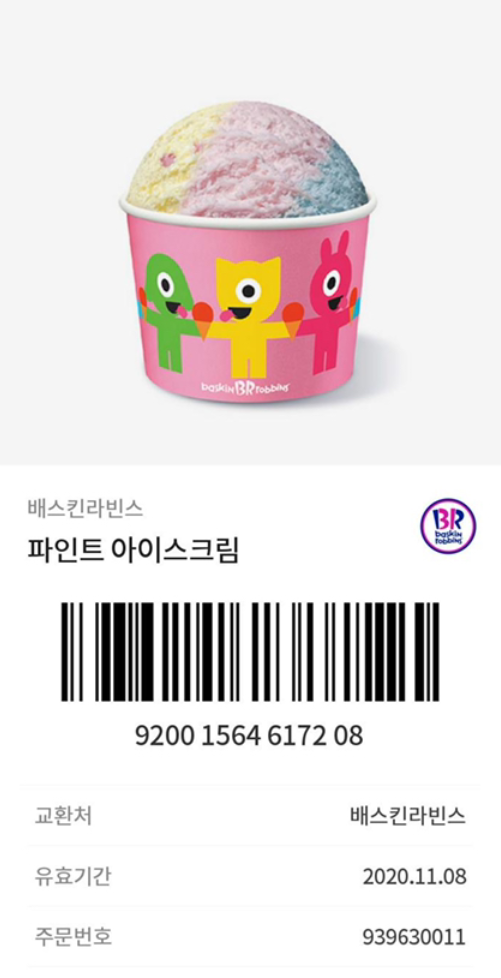 baskin BR robbins
배스킨라빈스
BR
baskin
robbins
파인트 아이스크림
9200 1564 6172 08
교환처 배스킨라빈스
유효기간 2020.11.08
주문번호 939630011